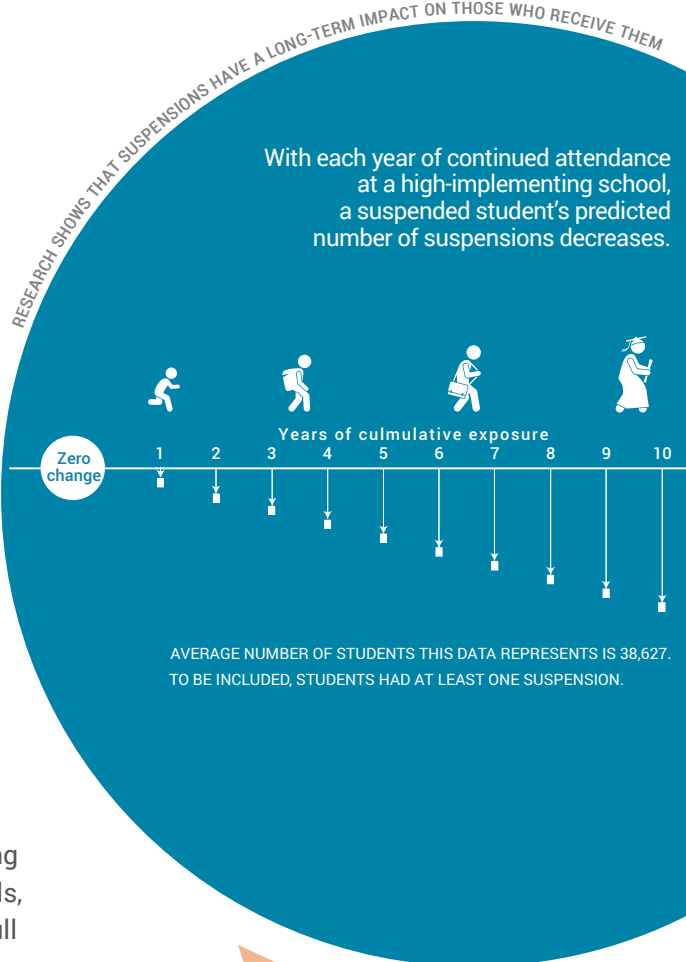 RESEARCH SHOWS THAT SUSPENSIONS HAVE A LONG-TERM IMPACT ON THOSE WHO RECEIVE THEM
With each year of continued attendance
at a high-implementing school,
a suspended student's predicted
number of suspensions decreases.
Years of culmulative exposure
Zero
change
1 2 3 4 5 6 7 8 9 10
AVERAGE NUMBER OF STUDENTS THIS DATA REPRESENTS IS 38,627.
TO BE INCLUDED, STUDENTS HAD AT LEAST ONE SUSPENSION.